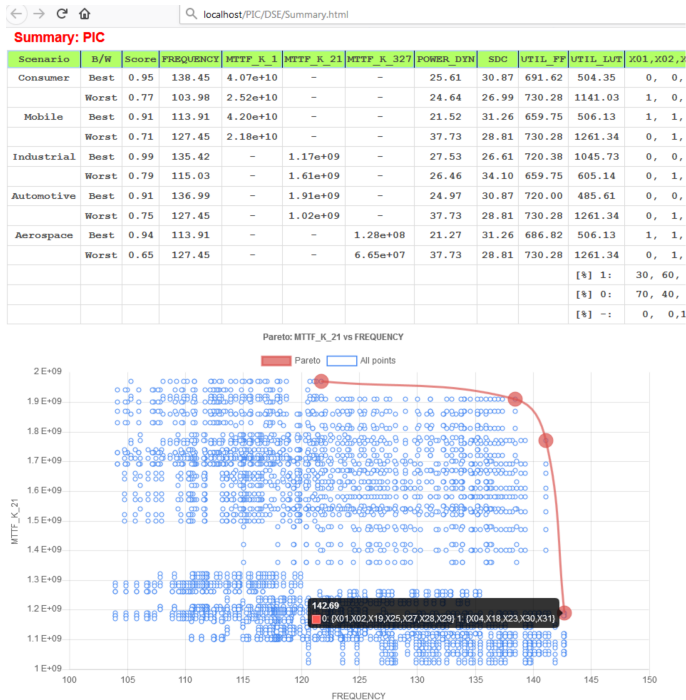 localhost/PIC/DSE/Summary.html
Summary: PIC
Scenario B/W Score FREQUENCY MTTF_K_1 MTTF_K_21 MTTF_K_327 POWER_DYN SDC UTIL_FF UTIL_LUT X01,X02,X
Consumer Best 0.95 138.45 4.07e+10 - - 25.61 30.87 691.62 504.35 0, 0,
Worst 0.77 103.98 2.52e+10 - - 24.64 26.99 730.28 1141.03 1, 0,
Mobile Best 0.91 113.91 4.20e+10 - - 21.52 31.26 659.75 506.13 1, 1,
Worst 0.71 127.45 2.18e+10 - - 37.73 28.81 730.28 1261.34 0, 1,
Industrial Best 0.99 135.42 - 1.17e+09 - 27.53 26.61 720.38 1045.73 0, 0,
Worst 0.79 115.03 - 1.61e+09 - 26.46 34.10 659.75 605.14 0, 1,
Automotive Best 0.91 136.99 - 1.91e+09 - 24.97 30.87 720.00 485.61 0, 0,
Worst 0.75 127.45 - 1.02e+09 - 37.73 28.81 730.28 1261.34 0, 1,
Aerospace Best 0.94 113.91 - - 1.28e+08 21.27 31.26 686.82 506.13 1, 1,
Worst 0.65 127.45 - - 6.65e+07 37.73 28.81 730.28 1261.34 0, 1,
[%] 1: 30, 60,
[%] 0: 70, 40,
[%] -: 0, 0,1
Pareto: MTTF_K_21 vs FREQUENCY
Pareto All points
2 E+09
1.9 E+09
1.8 E+09
1.7 E+09
1.6 E+09
1.5 E+09
1.4 E+09
1.3 E+09
1.2 E+09
1.1 E+09
1 E+09
MTTF_K_21
142.69
0: {X01,X02,X19,X25,X27,X28,X29} 1: {X04,X18,X23,X30,X31}
100 105 110 115 120 125 130 135 140 145 150
FREQUENCY